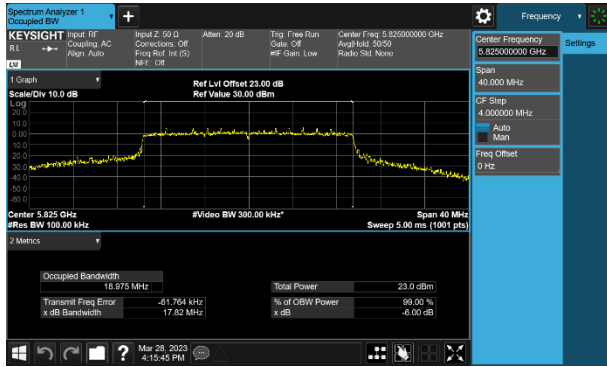 Spectrum Analyzer 1
Occupied BW
+
Frequency
KEYSIGHT
Input: RF
Input Z: 50 Ω
Atten: 20 dB
Trig: Free Run
Center Freq: 5.825000000 GHz
RL
Coupling: AC
Corrections: Off
Gate: Off
Avg|Hold: 50/50
Align: Auto
Freq Ref: Int (S)
#IF Gain: Low
Radio Std: None
NFE: Off
Center Frequency
5.825000000 GHz
Settings
Span
40.000 MHz
CF Step
4.000000 MHz
Auto
Man
Freq Offset
0 Hz
1 Graph
Ref Lvl Offset 23.00 dB
Scale/Div 10.0 dB
Ref Value 30.00 dBm
Log
20.0
10.0
0.00
-10.0
-20.0
-30.0
-40.0
-50.0
-60.0
Center 5.825 GHz
#Video BW 300.00 kHz*
Span 40 MHz
#Res BW 100.00 kHz
Sweep 5.00 ms (1001 pts)
2 Metrics
Occupied Bandwidth
18.975 MHz
Total Power
23.0 dBm
Transmit Freq Error
-61.764 kHz
% of OBW Power
99.00 %
x dB Bandwidth
17.82 MHz
x dB
-6.00 dB
?
Mar 28, 2023
4:15:45 PM